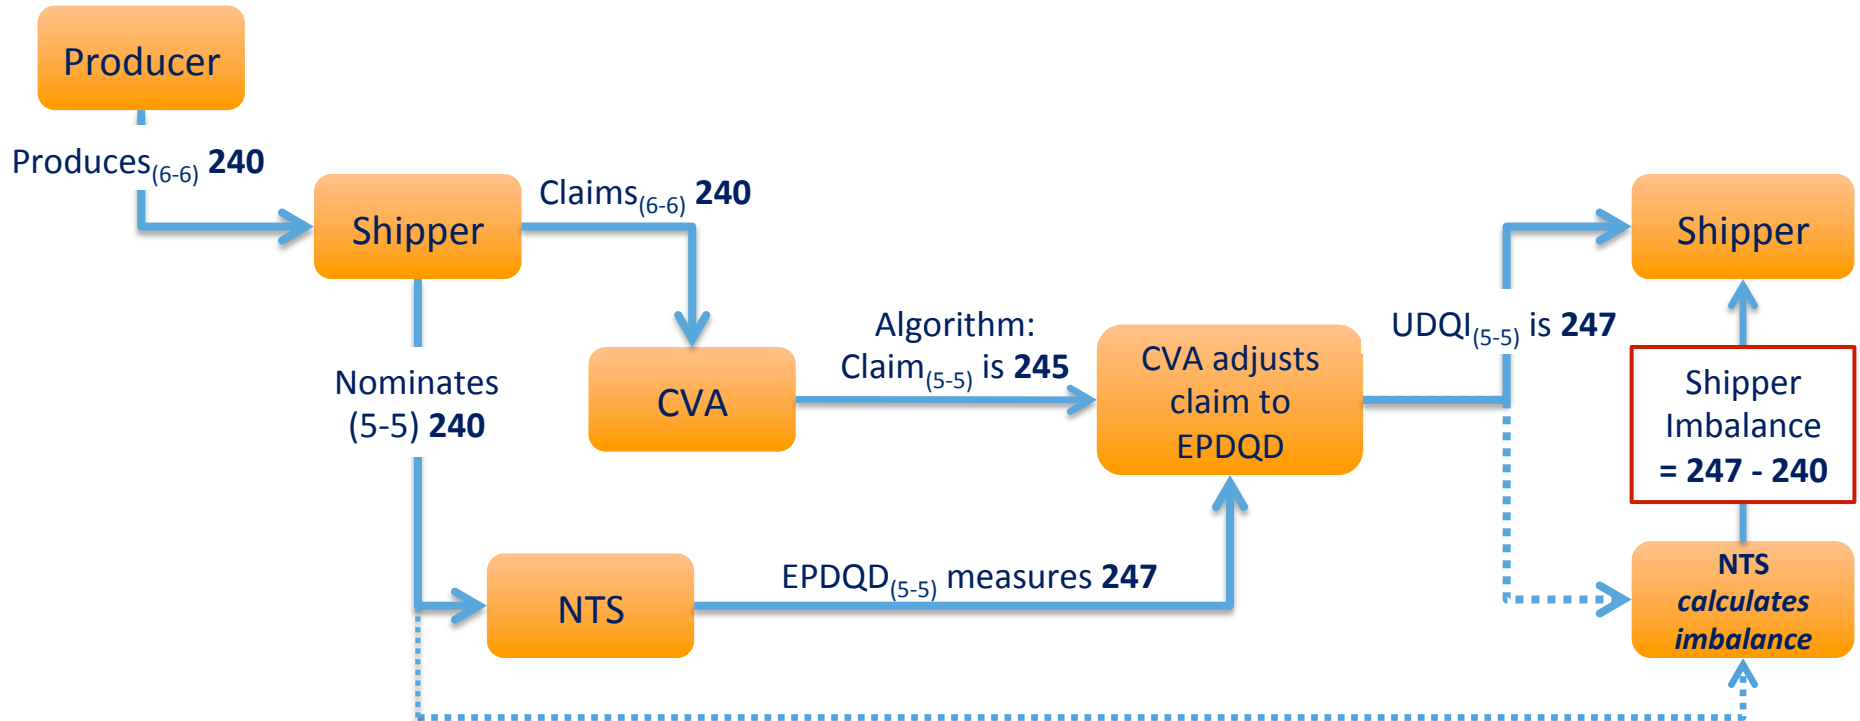 Producer
Produces(6-6) 240
Shipper
Claims(6-6) 240
Nominates
(5-5) 240
CVA
Algorithm:
Claim(5-5) is 245
CVA adjusts
claim to
EPDQD
NTS
EPDQD(5-5) measures 247
UDQI(5-5) is 247
Shipper
Shipper
Imbalance
= 247 - 240
NTS
calculates
imbalance